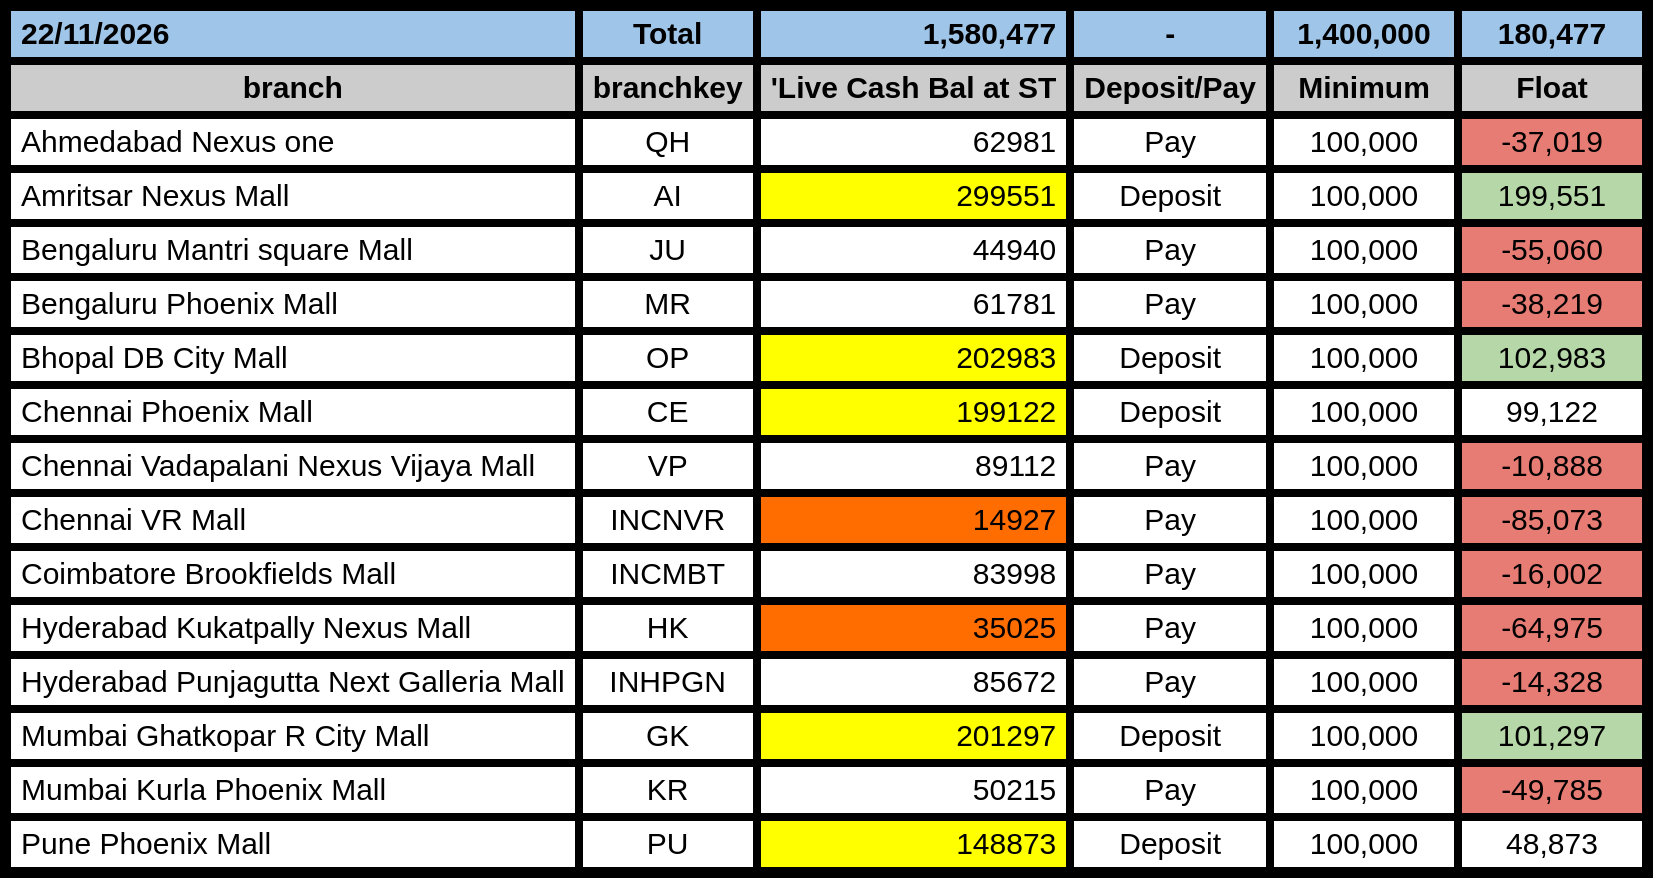 22/11/2026 Total 1,580,477 - 1,400,000 180,477
branch branchkey 'Live Cash Bal at ST Deposit/Pay Minimum Float
Ahmedabad Nexus one QH 62981 Pay 100,000 -37,019
Amritsar Nexus Mall AI 299551 Deposit 100,000 199,551
Bengaluru Mantri square Mall JU 44940 Pay 100,000 -55,060
Bengaluru Phoenix Mall MR 61781 Pay 100,000 -38,219
Bhopal DB City Mall OP 202983 Deposit 100,000 102,983
Chennai Phoenix Mall CE 199122 Deposit 100,000 99,122
Chennai Vadapalani Nexus Vijaya Mall VP 89112 Pay 100,000 -10,888
Chennai VR Mall INCNVR 14927 Pay 100,000 -85,073
Coimbatore Brookfields Mall INCMBT 83998 Pay 100,000 -16,002
Hyderabad Kukatpally Nexus Mall HK 35025 Pay 100,000 -64,975
Hyderabad Punjagutta Next Galleria Mall INHPGN 85672 Pay 100,000 -14,328
Mumbai Ghatkopar R City Mall GK 201297 Deposit 100,000 101,297
Mumbai Kurla Phoenix Mall KR 50215 Pay 100,000 -49,785
Pune Phoenix Mall PU 148873 Deposit 100,000 48,873